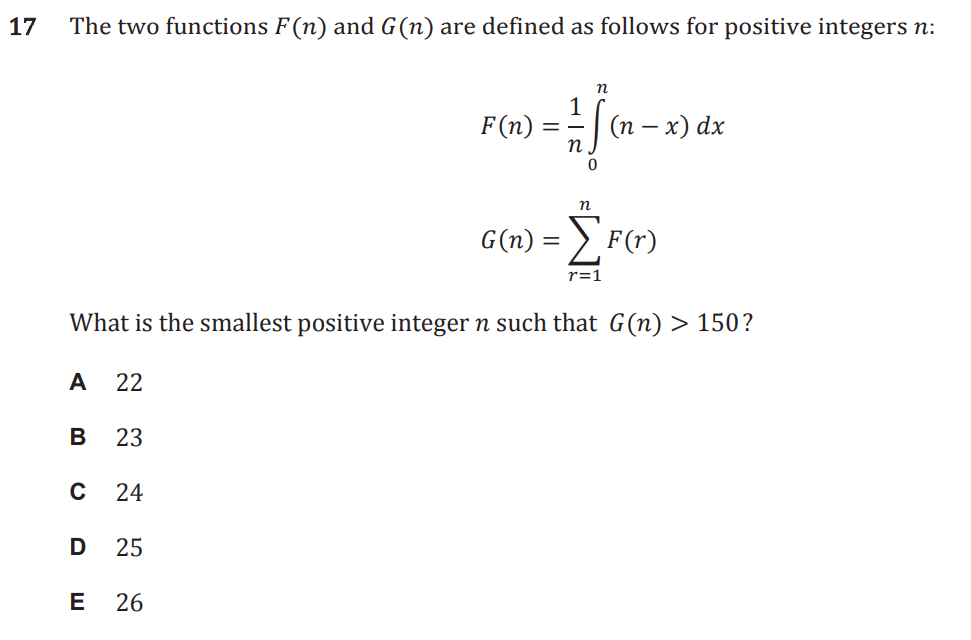 17 The two functions F(n) and G(n) are defined as follows for positive integers n:
F(n) = \frac{1}{n} \int_{0}^{n} (n − x) dx
G(n) = \sum_{r=1}^{n} F(r)
What is the smallest positive integer n such that G(n) > 150?
A 22
B 23
C 24
D 25
E 26